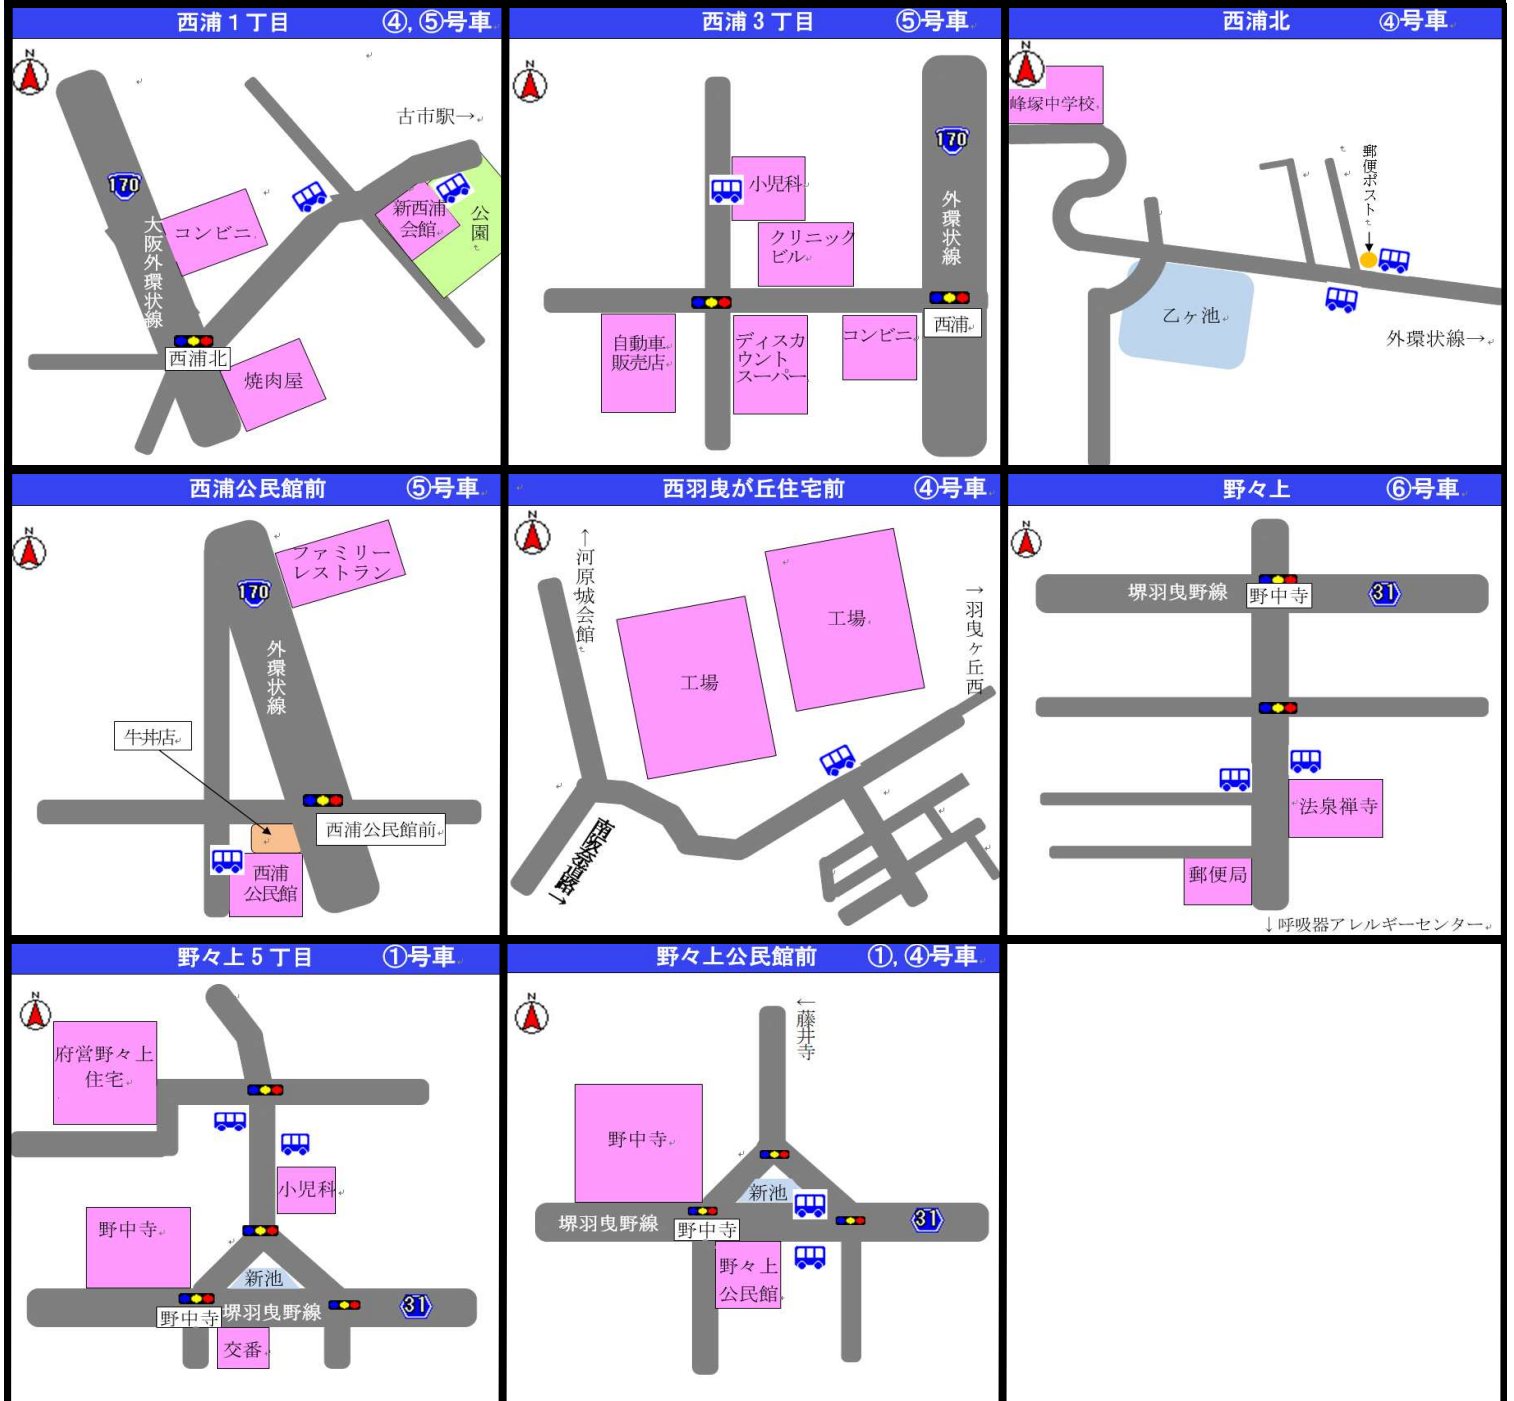 西浦１丁目 ④, ⑤号車
N
古市駅→
170
大阪外環状線
コンビニ
新西浦
会館
公園
西浦北
焼肉屋
西浦３丁目 ⑤号車
N
170
外環状線
小児科
クリニック
ビル
西浦
自動車
販売店
ディスカ
ウント
スーパー
コンビニ
西浦北 ④号車
N
峰塚中学校
郵便ポスト
→
乙ヶ池
外環状線→
西浦公民館前 ⑤号車
N
ファミリー
レストラン
170
外環状線
牛丼店
西浦公民館前
西浦
公民館
西羽曳が丘住宅前 ④号車
N
←河原城会館
工場
工場
→羽曳ヶ丘西
南阪奈道路→
野々上 ⑥号車
N
堺羽曳野線
野中寺
31
法泉禅寺
郵便局
↓呼吸器アレルギーセンター
野々上５丁目 ①号車
N
府営野々上
住宅
小児科
野中寺
新池
野中寺
堺羽曳野線
31
交番
野々上公民館前 ①, ④号車
N
←藤井寺
野中寺
新池
堺羽曳野線
野中寺
31
野々上
公民館